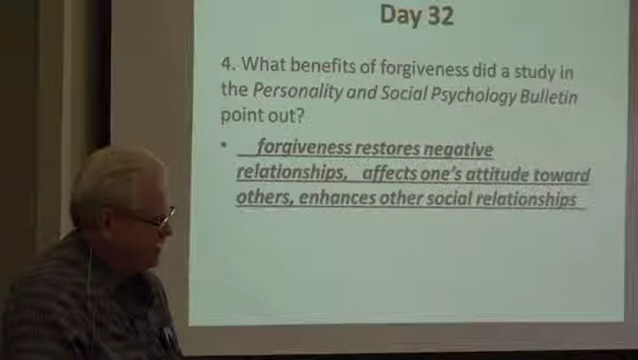 Day 32
4. What benefits of forgiveness did a study in
the Personality and Social Psychology Bulletin
point out?
• forgiveness restores negative
relationships, affects one's attitude toward
others, enhances other social relationships